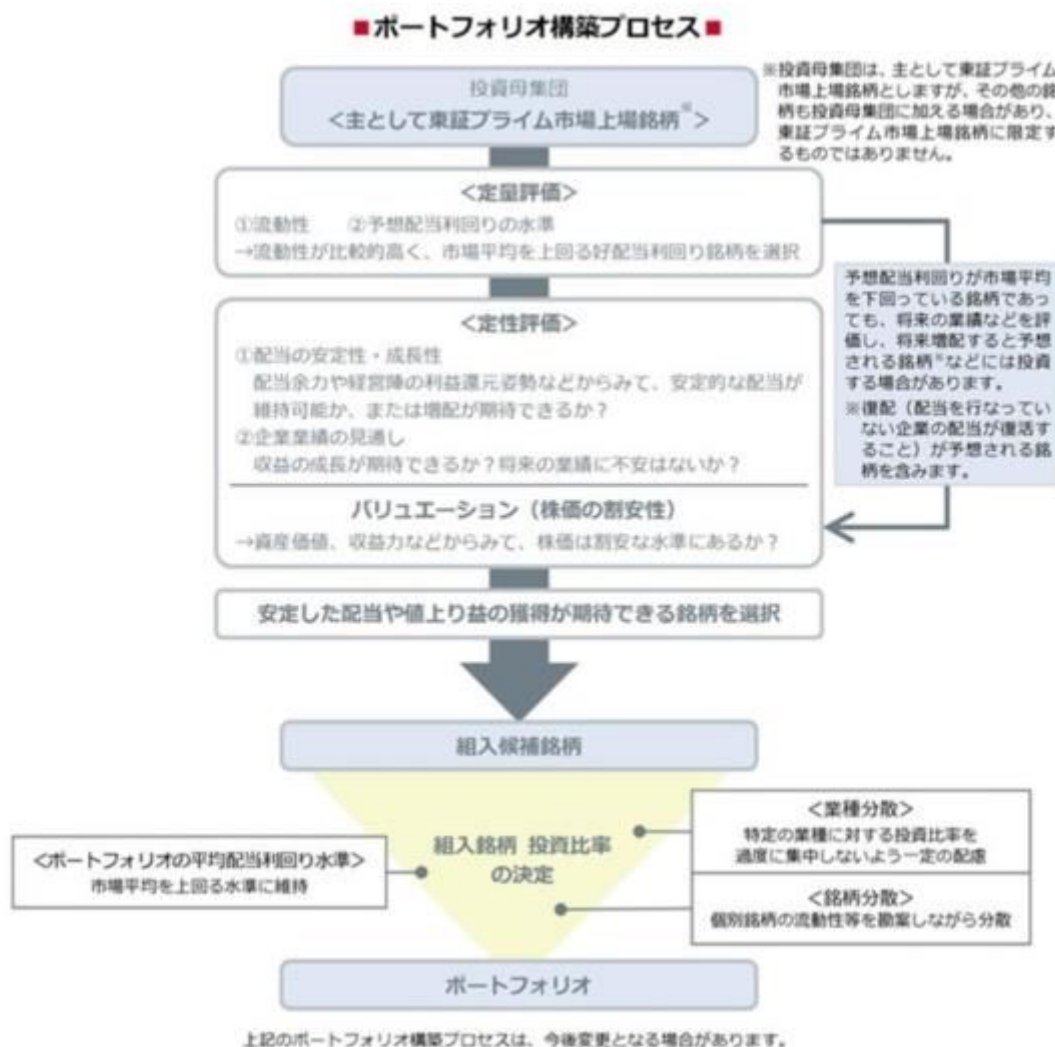 ■ポートフォリオ構築プロセス■
投資母集団
＜主として東証プライム市場上場銘柄※＞
※投資母集団は、主として東証プライム
市場上場銘柄としますが、その他の銘
柄も投資母集団に加える場合があり、
東証プライム市場上場銘柄に限定す
るものではありません。
＜定量評価＞
①流動性　②予想配当利回りの水準
→流動性が比較的高く、市場平均を上回る好配当利回り銘柄を選択
予想配当利回りが市場平均
を下回っている銘柄であっ
ても、将来の業績などを評
価し、将来増配すると予想
される銘柄※などには投資
する場合があります。
※復配（配当を行なってい
ない企業の配当が復活す
ること）が予想される銘
柄を含みます。
＜定性評価＞
①配当の安定性・成長性
配当余力や経営陣の利益還元姿勢などからみて、安定的な配当が
維持可能か、または増配が期待できるか？
②企業業績の見通し
収益の成長が期待できるか？将来の業績に不安はないか？
バリュエーション（株価の割安性）
→資産価値、収益力などからみて、株価は割安な水準にあるか？
安定した配当や値上り益の獲得が期待できる銘柄を選択
組入候補銘柄
組入銘柄 投資比率
の決定
＜業種分散＞
特定の業種に対する投資比率を
過度に集中しないよう一定の配慮
＜ポートフォリオの平均配当利回り水準＞
市場平均を上回る水準に維持
＜銘柄分散＞
個別銘柄の流動性等を勘案しながら分散
ポートフォリオ
上記のポートフォリオ構築プロセスは、今後変更となる場合があります。